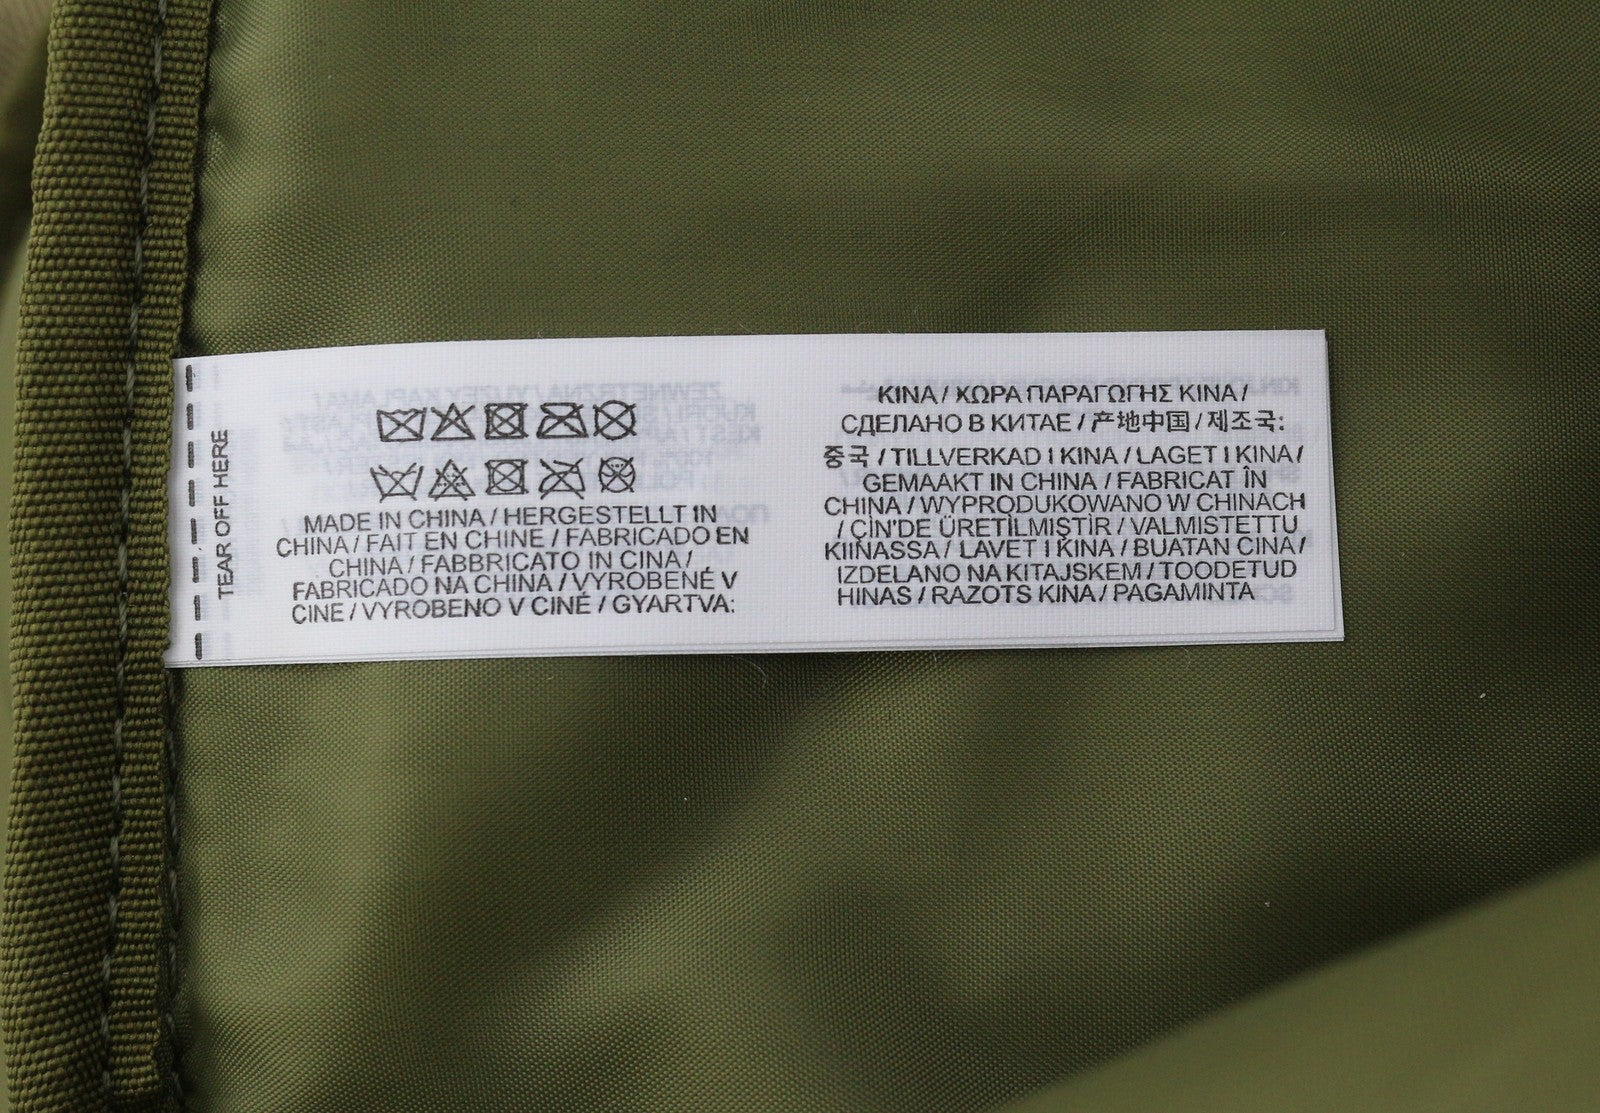 TEAR OFF HERE
MADE IN CHINA / HERGESTELLT IN
CHINA / FAIT EN CHINE / FABRICADO EN
CHINA / FABBRICATO IN CINA /
FABRICADO NA CHINA / VYROBENÉ V
CINE / VYROBENO V CINÉ / GYARTVA:
KINA / ΧΩΡΑ ΠΑΡΑΓΩΓΗΣ ΚΙΝΑ /
СДЕЛАНО В КИТАЕ / 产地中国 / 제조국:
중국 / TILLVERKAD I KINA / LAGET I KINA /
GEMAAKT IN CHINA / FABRICAT ÎN
CHINA / WYPRODUKOWANO W CHINACH
/ ÇİN'DE ÜRETİLMİŞTİR / VALMISTETTU
KIINASSA / LAVET I KINA / BUATAN CINA /
IZDELANO NA KITAJSKEM / TOODETUD
HIINAS / RAZOTS KINA / PAGAMINTA